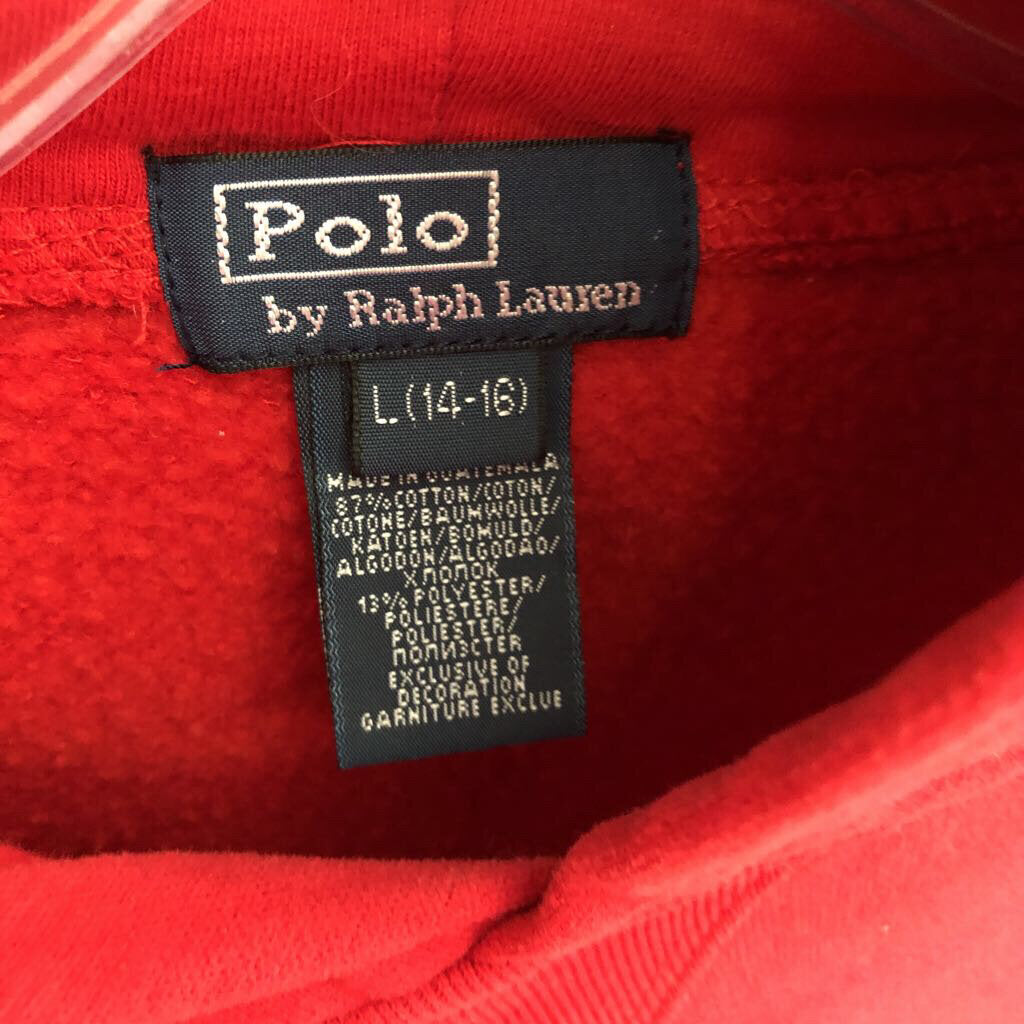 Polo
by Ralph Lauren
L (14-16)
MADE IN GUATEMALA
87% COTTON/COTON/
COTONE/BAUMWOLLE/
KATOEN/BOMULD/
ALGODON/ALGODAO/
ХЛОПОК
13% POLYESTER/
POLIESTERE/
POLIESTER/
ПОЛИЭСТЕР
EXCLUSIVE OF
DECORATION
GARNITURE EXCLUE